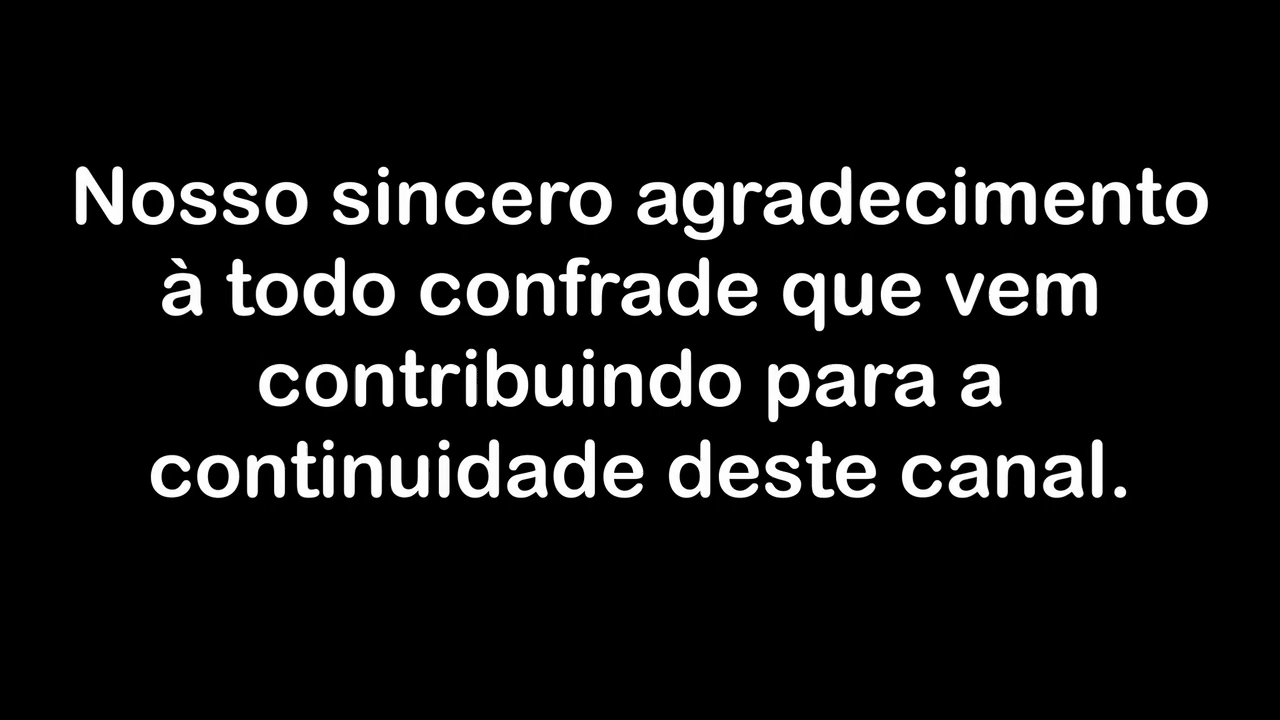 Nosso sincero agradecimento
à todo confrade que vem
contribuindo para a
continuidade deste canal.